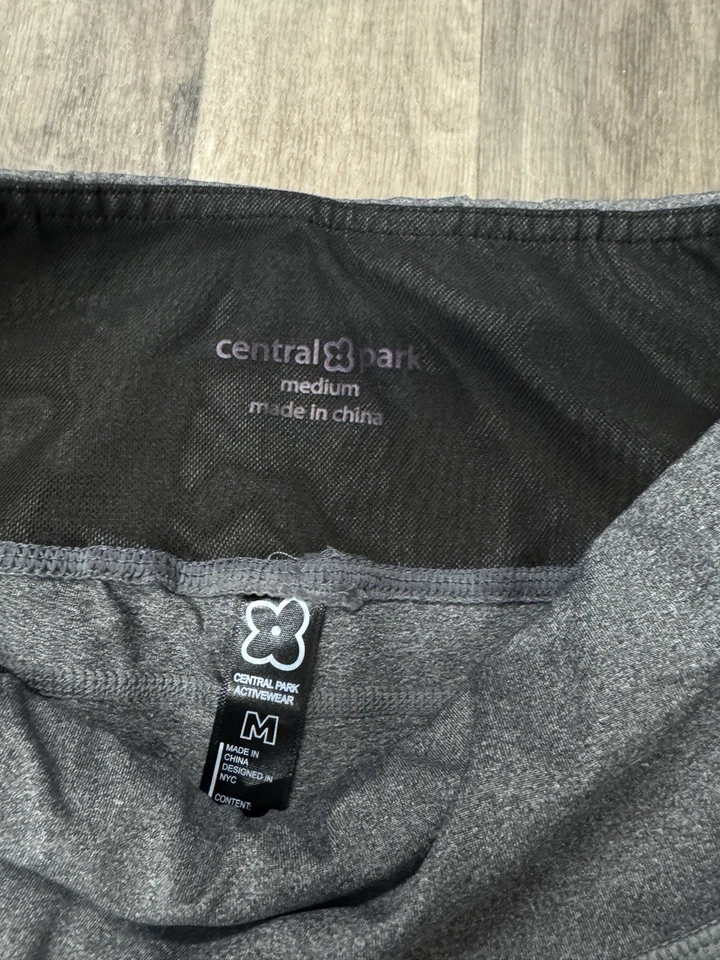 central park
medium
made in china
CENTRAL PARK
ACTIVEWEAR
M
MADE IN
CHINA
DESIGNED IN
NYC
CONTENT: